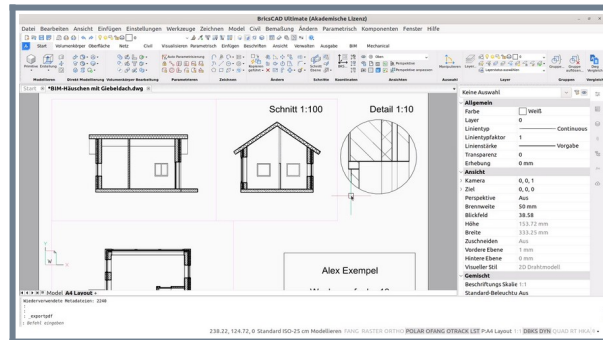 BricsCAD Ultimate (Akademische Lizenz)
Datei Bearbeiten Ansicht Einfügen Einstellungen Werkzeuge Zeichnen Model Civil Bemaßung Ändern Parametrisch Komponenten Fenster Hilfe
Start Volumenkörper Oberfläche Netz Civil Visualisieren Parametrisch Einfügen Beschriften Ansicht Verwalten Ausgabe BIM Mechanical
Modellieren Direkt Modellierung Volumenkörper Bearbeitung Parametrisieren Zeichnen Ändern Schnitte Koordinaten Ansichten Auswahl Layer Gruppen
Start *BIM-Häuschen mit Giebeldach.dwg
Keine Auswahl
Allgemein
Farbe Weiß
Layer 0
Linientyp Continuous
Linientypfaktor 1
Linienstärke Vorgabe
Transparenz 0
Erhebung 0 mm
Ansicht
Kamera 0, 0, 1
Ziel 0, 0, 0
Perspektive Aus
Brennweite 50 mm
Blickfeld 38.58
Höhe 153.72 mm
Breite 333.25 mm
Zuschneiden Aus
Vordere Ebene 1 mm
Hintere Ebene 0 mm
Visueller Stil 2D Drahtmodell
Gemischt
Beschriftungs Skalie 1:1
Standard-Beleuchtu Aus
Schnitt 1:100
Detail 1:10
Alex Exempel
Y
W
X
Model A4 Layout
Wiederverwendete Metadateien: 2248
:
:
: _exportpdf
: Befehl eingeben
238.22, 124.72, 0 Standard ISO-25 cm Modellieren FANG RASTER ORTHO POLAR OFANG OTRACK LST P:A4 Layout 1:1 DBKS DYN QUAD RT HKA